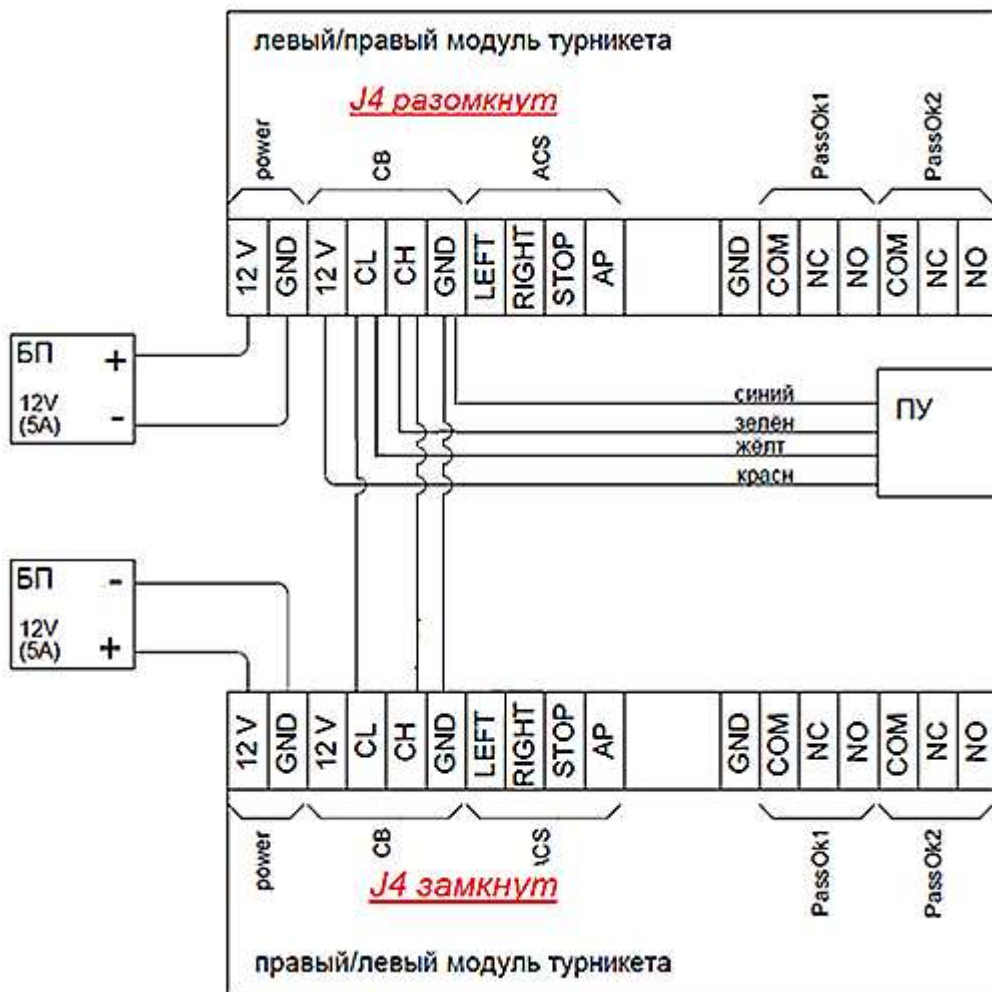 левый/правый модуль турникета
J4 разомкнут
power
CB
ACS
PassOk1
PassOk2
12 V
GND
12 V
CL
CH
GND
LEFT
RIGHT
STOP
AP
GND
COM
NC
NO
COM
NC
NO
БП +
12V
(5A) -
синий
зелён
жёлт
красн
ПУ
БП -
12V
(5A) +
12 V
GND
12 V
CL
CH
GND
LEFT
RIGHT
STOP
AP
GND
COM
NC
NO
COM
NC
NO
power
CB
\CS
PassOk1
PassOk2
J4 замкнут
правый/левый модуль турникета